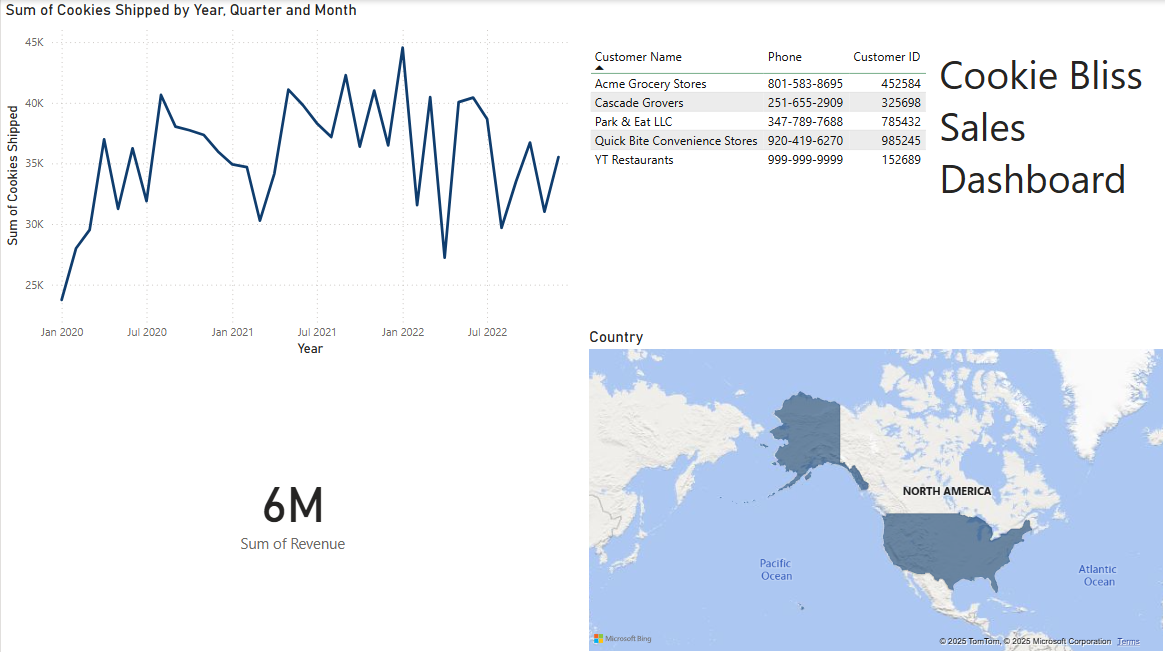 Sum of Cookies Shipped by Year, Quarter and Month
Sum of Cookies Shipped
45K
40K
35K
30K
25K
Jan 2020 Jul 2020 Jan 2021 Jul 2021 Jan 2022 Jul 2022
Year
Customer Name Phone Customer ID
Acme Grocery Stores 801-583-8695 452584
Cascade Grovers 251-655-2909 325698
Park & Eat LLC 347-789-7688 785432
Quick Bite Convenience Stores 920-419-6270 985245
YT Restaurants 999-999-9999 152689
Cookie Bliss
Sales
Dashboard
6M
Sum of Revenue
Country
NORTH AMERICA
Pacific
Ocean
Atlantic
Ocean
Microsoft Bing
© 2025 TomTom, © 2025 Microsoft Corporation Terms